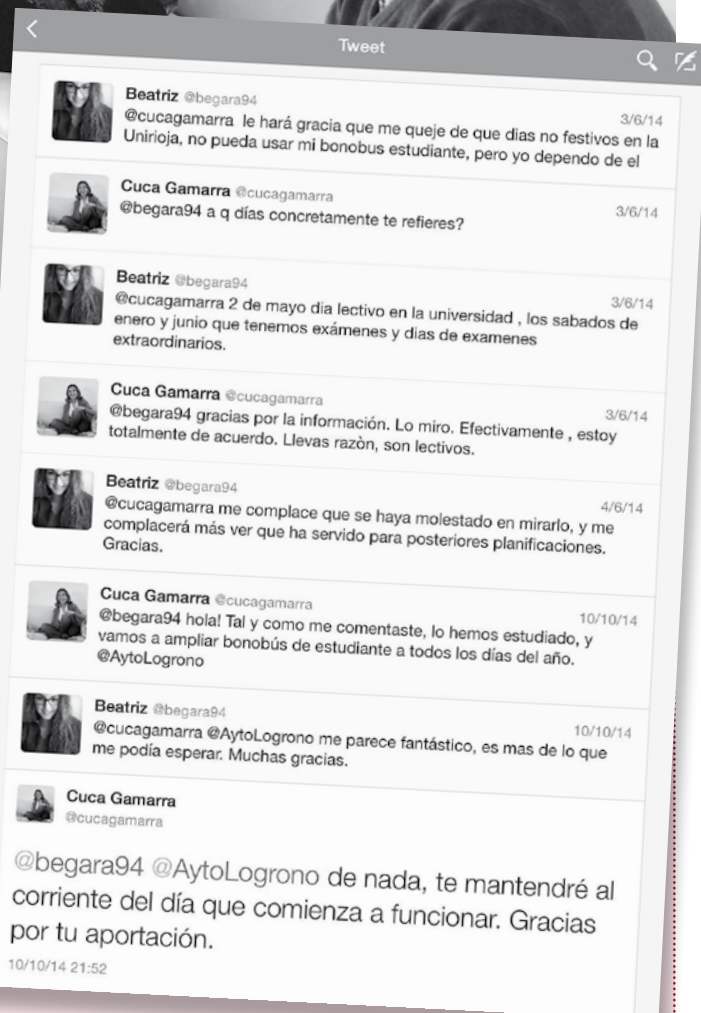 Tweet
Beatriz @begara94
3/6/14
@cucagamarra le hará gracia que me queje de que dias no festivos en la
Unirioja, no pueda usar mi bonobus estudiante, pero yo dependo de el
Cuca Gamarra @cucagamarra
3/6/14
@begara94 a q días concretamente te refieres?
Beatriz @begara94
3/6/14
@cucagamarra 2 de mayo dia lectivo en la universidad , los sabados de
enero y junio que tenemos exámenes y dias de examenes
extraordinarios.
Cuca Gamarra @cucagamarra
3/6/14
@begara94 gracias por la información. Lo miro. Efectivamente , estoy
totalmente de acuerdo. Llevas razòn, son lectivos.
Beatriz @begara94
4/6/14
@cucagamarra me complace que se haya molestado en mirarlo, y me
complacerá más ver que ha servido para posteriores planificaciones.
Gracias.
Cuca Gamarra @cucagamarra
10/10/14
@begara94 hola! Tal y como me comentaste, lo hemos estudiado, y
vamos a ampliar bonobús de estudiante a todos los días del año.
@AytoLogrono
Beatriz @begara94
10/10/14
@cucagamarra @AytoLogrono me parece fantástico, es mas de lo que
me podía esperar. Muchas gracias.
Cuca Gamarra
@cucagamarra
@begara94 @AytoLogrono de nada, te mantendré al
corriente del día que comienza a funcionar. Gracias
por tu aportación.
10/10/14 21:52